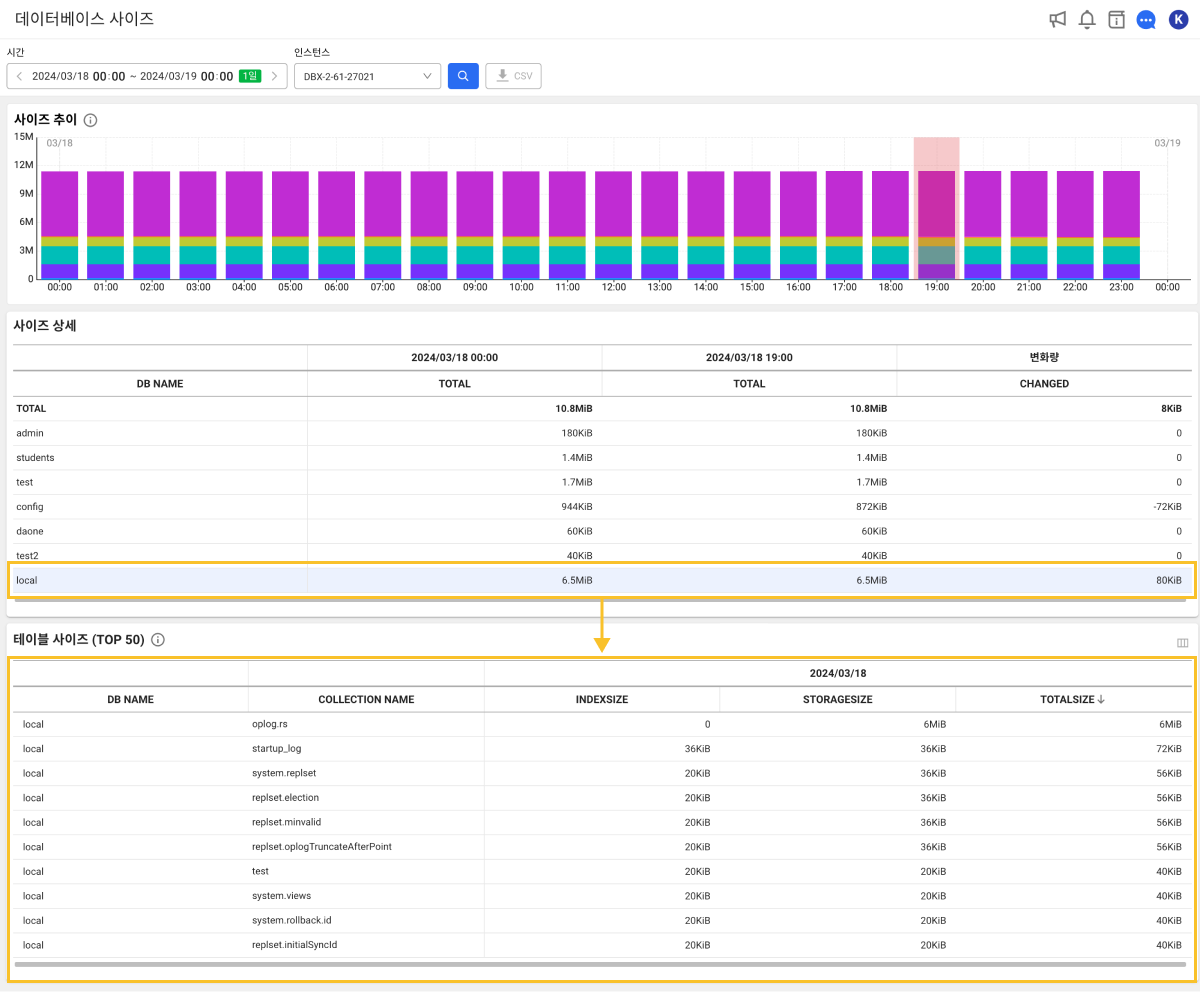 데이터베이스 사이즈
K
시간
인스턴스
2024/03/18 00:00 ~ 2024/03/19 00:00 1일
DBX-2-61-27021
CSV
사이즈 추이
15M
12M
9M
6M
3M
0
03/18
03/19
00:00 01:00 02:00 03:00 04:00 05:00 06:00 07:00 08:00 09:00 10:00 11:00 12:00 13:00 14:00 15:00 16:00 17:00 18:00 19:00 20:00 21:00 22:00 23:00 00:00
사이즈 상세
2024/03/18 00:00 2024/03/18 19:00 변화량
DB NAME TOTAL TOTAL CHANGED
TOTAL 10.8MiB 10.8MiB 8KiB
admin 180KiB 180KiB 0
students 1.4MiB 1.4MiB 0
test 1.7MiB 1.7MiB 0
config 944KiB 872KiB -72KiB
daone 60KiB 60KiB 0
test2 40KiB 40KiB 0
local 6.5MiB 6.5MiB 80KiB
테이블 사이즈 (TOP 50)
2024/03/18
DB NAME COLLECTION NAME INDEXSIZE STORAGESIZE TOTALSIZE
local oplog.rs 0 6MiB 6MiB
local startup_log 36KiB 36KiB 72KiB
local system.replset 20KiB 36KiB 56KiB
local replset.election 20KiB 36KiB 56KiB
local replset.minvalid 20KiB 36KiB 56KiB
local replset.oplogTruncateAfterPoint 20KiB 36KiB 56KiB
local test 20KiB 20KiB 40KiB
local system.views 20KiB 20KiB 40KiB
local system.rollback.id 20KiB 20KiB 40KiB
local replset.initialSyncId 20KiB 20KiB 40KiB